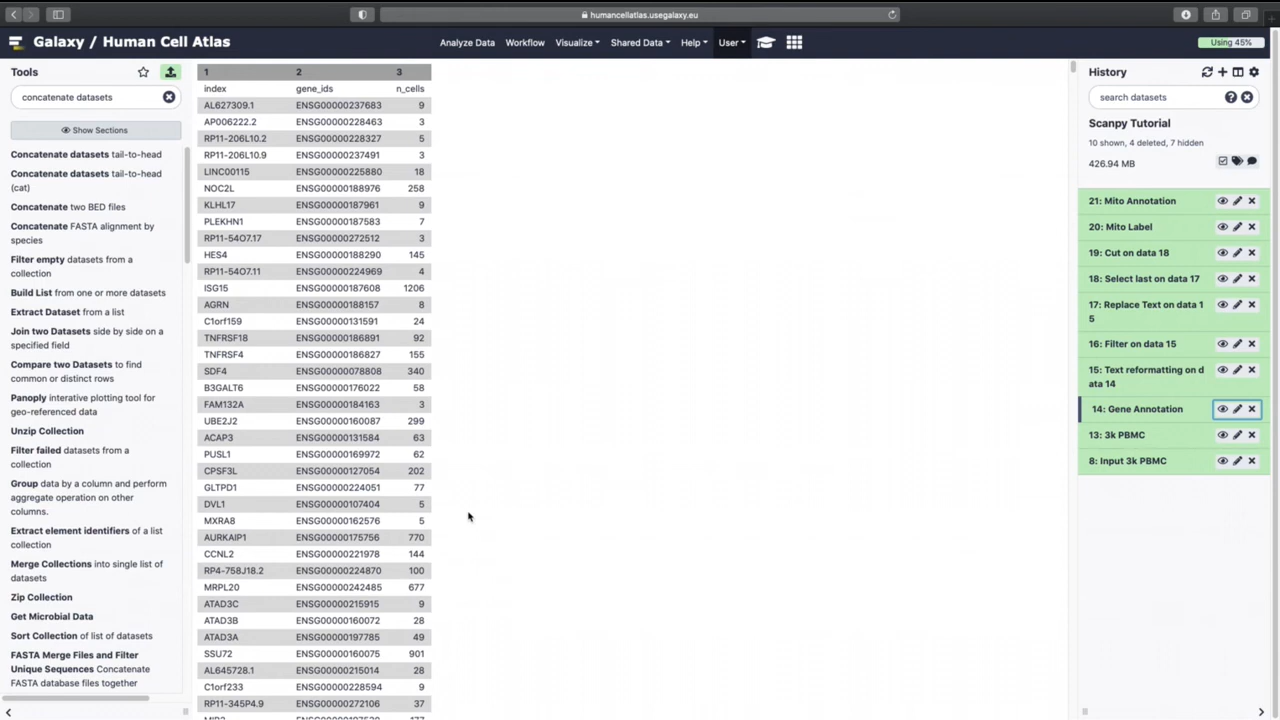 humancellatlas.usegalaxy.eu
Galaxy / Human Cell Atlas
Analyze Data Workflow Visualize Shared Data Help User
Using 45%
Tools
concatenate datasets
Show Sections
Concatenate datasets tail-to-head
Concatenate datasets tail-to-head
(cat)
Concatenate two BED files
Concatenate FASTA alignment by
species
Filter empty datasets from a
collection
Build List from one or more datasets
Extract Dataset from a list
Join two Datasets side by side on a
specified field
Compare two Datasets to find
common or distinct rows
Panoply interative plotting tool for
geo-referenced data
Unzip Collection
Filter failed datasets from a
collection
Group data by a column and perform
aggregate operation on other
columns.
Extract element identifiers of a list
collection
Merge Collections into single list of
datasets
Zip Collection
Get Microbial Data
Sort Collection of list of datasets
FASTA Merge Files and Filter
Unique Sequences Concatenate
FASTA database files together
1 2 3
index gene_ids n_cells
AL627309.1 ENSG00000237683 9
AP006222.2 ENSG00000228463 3
RP11-206L10.2 ENSG00000228327 5
RP11-206L10.9 ENSG00000237491 3
LINC00115 ENSG00000225880 18
NOC2L ENSG00000188976 258
KLHL17 ENSG00000187961 9
PLEKHN1 ENSG00000187583 7
RP11-54O7.17 ENSG00000272512 3
HES4 ENSG00000188290 145
RP11-54O7.11 ENSG00000224969 4
ISG15 ENSG00000187608 1206
AGRN ENSG00000188157 8
C1orf159 ENSG00000131591 24
TNFRSF18 ENSG00000186891 92
TNFRSF4 ENSG00000186827 155
SDF4 ENSG00000078808 340
B3GALT6 ENSG00000176022 58
FAM132A ENSG00000184163 3
UBE2J2 ENSG00000160087 299
ACAP3 ENSG00000131584 63
PUSL1 ENSG00000169972 62
CPSF3L ENSG00000127054 202
GLTPD1 ENSG00000224051 77
DVL1 ENSG00000107404 5
MXRA8 ENSG00000162576 5
AURKAIP1 ENSG00000175756 770
CCNL2 ENSG00000221978 144
RP4-758J18.2 ENSG00000224870 100
MRPL20 ENSG00000242485 677
ATAD3C ENSG00000215915 9
ATAD3B ENSG00000160072 28
ATAD3A ENSG00000197785 49
SSU72 ENSG00000160075 901
AL645728.1 ENSG00000215014 28
C1orf233 ENSG00000228594 9
RP11-345P4.9 ENSG00000272106 37
History
search datasets
Scanpy Tutorial
10 shown, 4 deleted, 7 hidden
426.94 MB
21: Mito Annotation
20: Mito Label
19: Cut on data 18
18: Select last on data 17
17: Replace Text on data 1
5
16: Filter on data 15
15: Text reformatting on d
ata 14
14: Gene Annotation
13: 3k PBMC
8: Input 3k PBMC